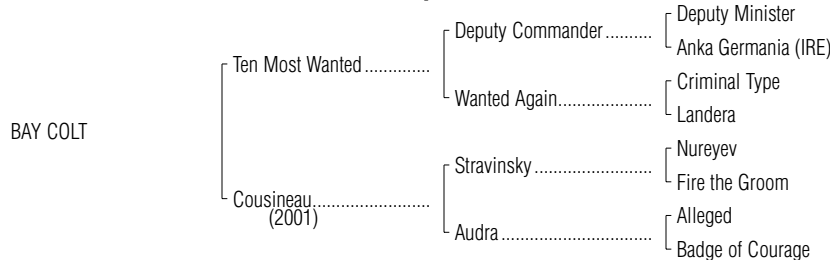 Deputy Minister
Deputy Commander..........
Anka Germania (IRE)
Ten Most Wanted..............
Criminal Type
Wanted Again....................
Landera
BAY COLT
Nureyev
Stravinsky .........................
Fire the Groom
Cousineau.........................
(2001)
Alleged
Audra ................................
Badge of Courage